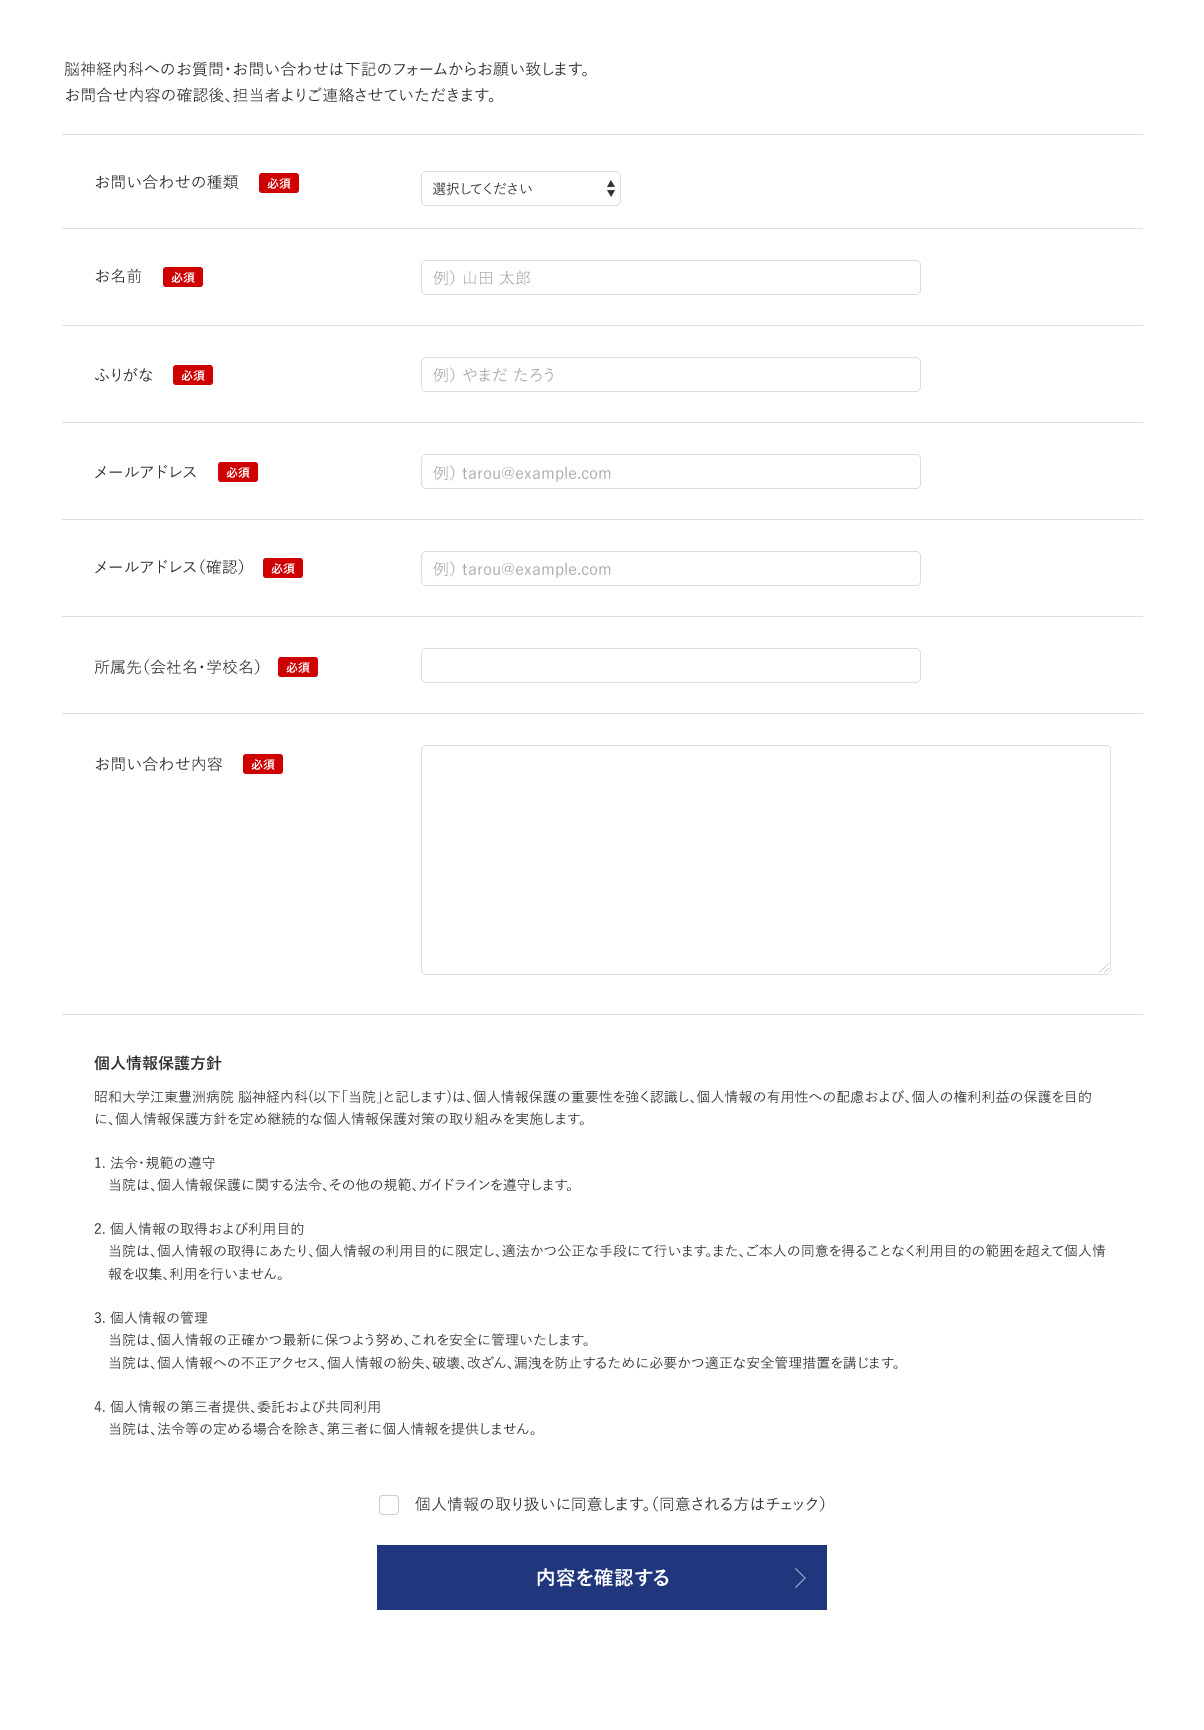 脳神経内科へのお質問・お問い合わせは下記のフォームからお願い致します。
お問合せ内容の確認後、担当者よりご連絡させていただきます。
お問い合わせの種類 必須 選択してください
お名前 必須 例） 山田 太郎
ふりがな 必須 例） やまだ たろう
メールアドレス 必須 例） tarou@example.com
メールアドレス（確認） 必須 例） tarou@example.com
所属先（会社名・学校名） 必須
お問い合わせ内容 必須
個人情報保護方針
昭和大学江東豊洲病院 脳神経内科(以下「当院」と記します)は、個人情報保護の重要性を強く認識し、個人情報の有用性への配慮および、個人の権利利益の保護を目的
に、個人情報保護方針を定め継続的な個人情報保護対策の取り組みを実施します。
1. 法令・規範の遵守
当院は、個人情報保護に関する法令、その他の規範、ガイドラインを遵守します。
2. 個人情報の取得および利用目的
当院は、個人情報の取得にあたり、個人情報の利用目的に限定し、適法かつ公正な手段にて行います。また、ご本人の同意を得ることなく利用目的の範囲を超えて個人情
報を収集、利用を行いません。
3. 個人情報の管理
当院は、個人情報の正確かつ最新に保つよう努め、これを安全に管理いたします。
当院は、個人情報への不正アクセス、個人情報の紛失、破壊、改ざん、漏洩を防止するために必要かつ適正な安全管理措置を講じます。
4. 個人情報の第三者提供、委託および共同利用
当院は、法令等の定める場合を除き、第三者に個人情報を提供しません。
個人情報の取り扱いに同意します。（同意される方はチェック）
内容を確認する